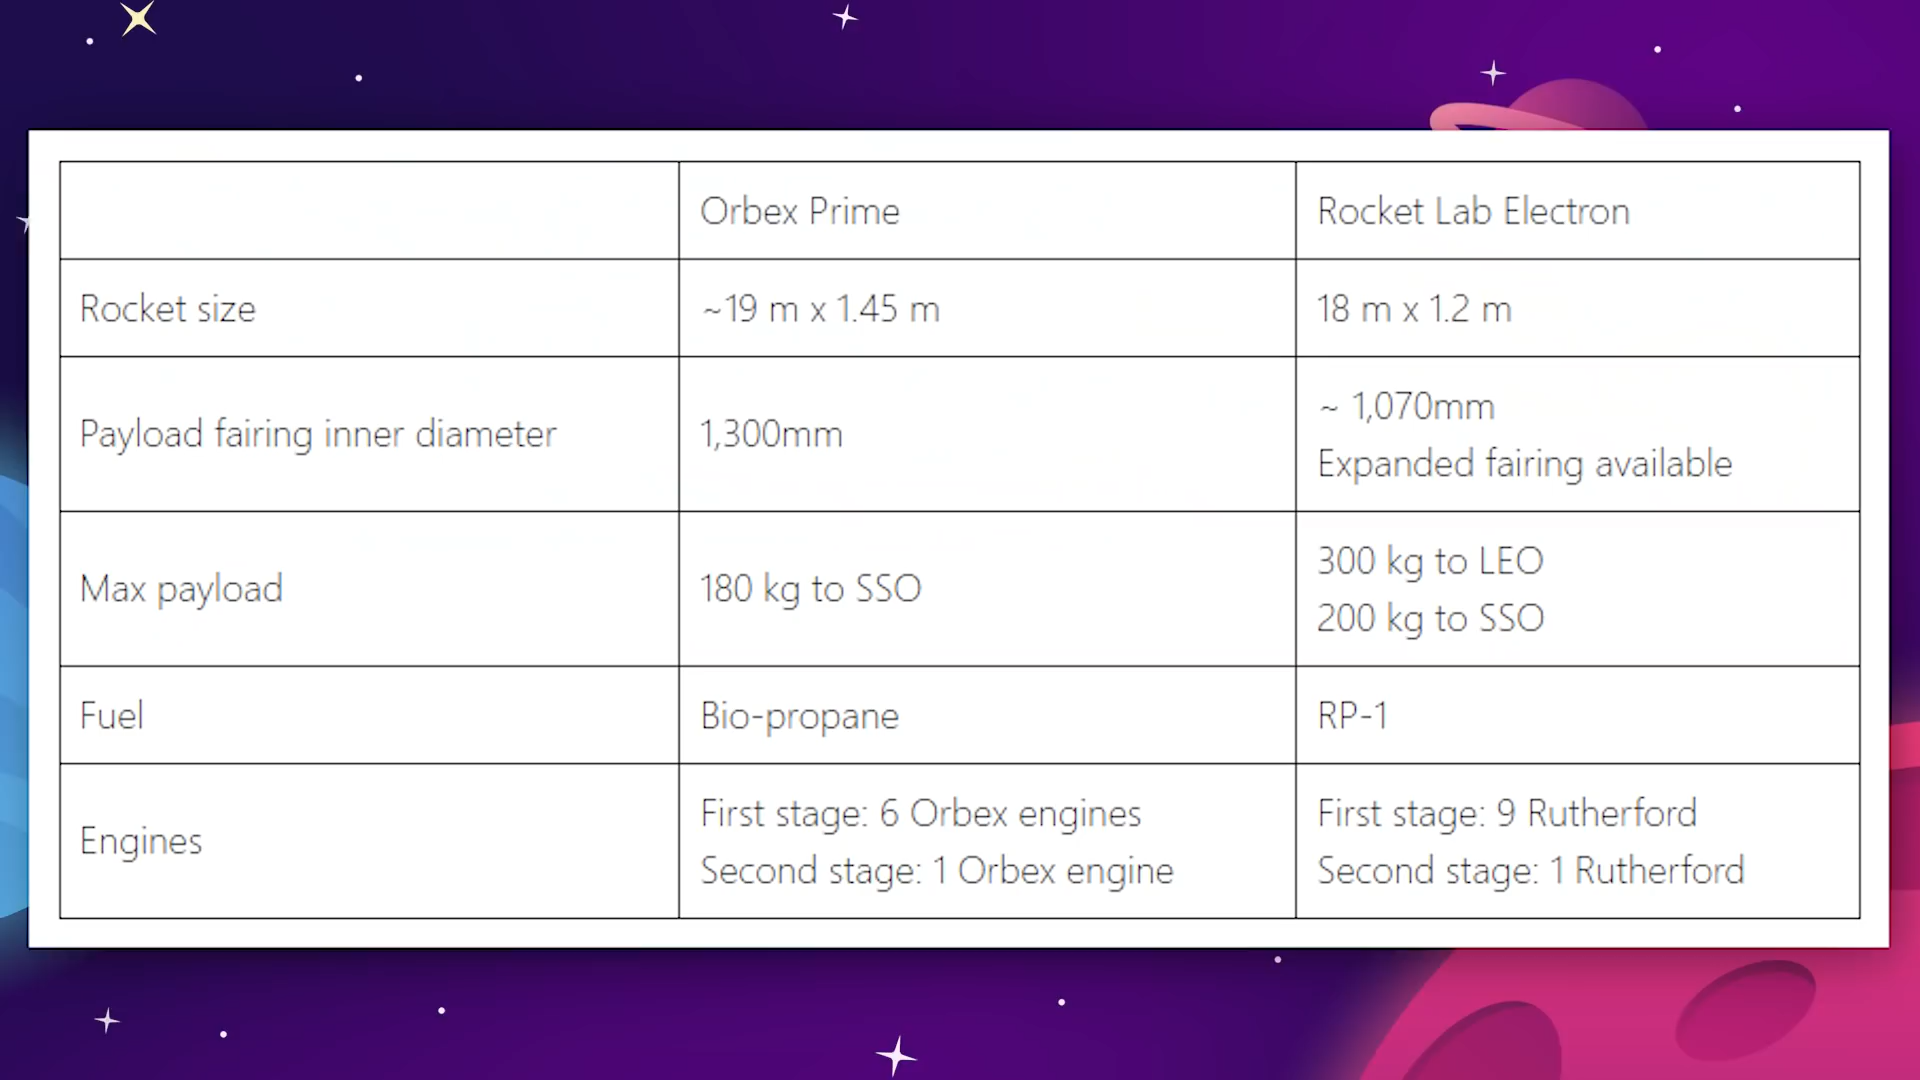 Orbex Prime
Rocket Lab Electron
Rocket size
~19 m x 1.45 m
18 m x 1.2 m
Payload fairing inner diameter
1,300mm
~ 1,070mm
Expanded fairing available
Max payload
180 kg to SSO
300 kg to LEO
200 kg to SSO
Fuel
Bio-propane
RP-1
Engines
First stage: 6 Orbex engines
Second stage: 1 Orbex engine
First stage: 9 Rutherford
Second stage: 1 Rutherford